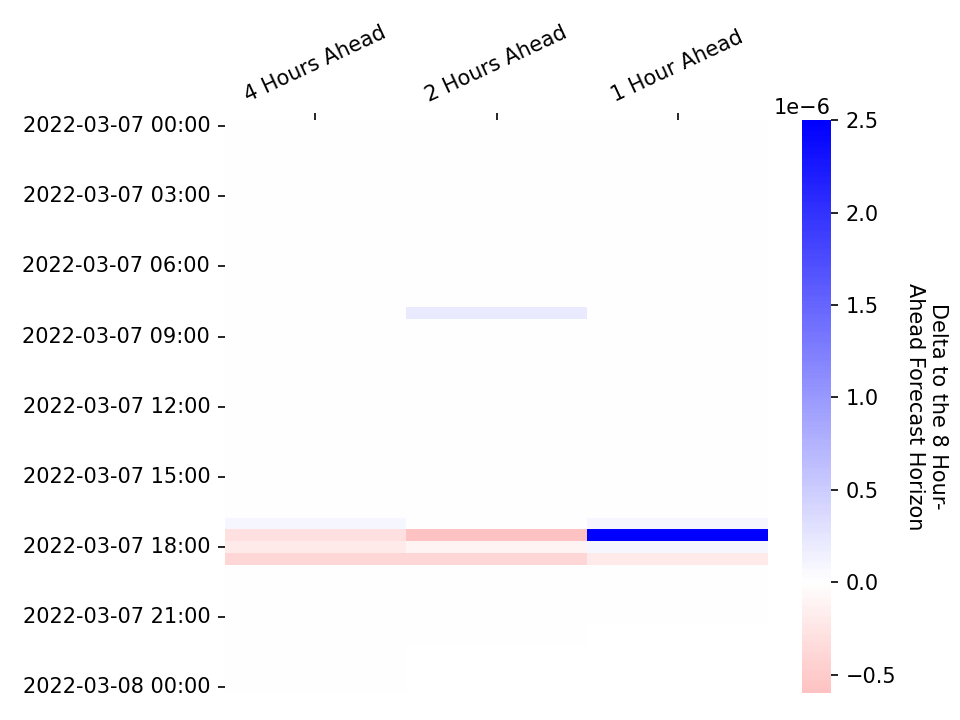 4 Hours Ahead
2 Hours Ahead
1 Hour Ahead
2022-03-07 00:00
2022-03-07 03:00
2022-03-07 06:00
2022-03-07 09:00
2022-03-07 12:00
2022-03-07 15:00
2022-03-07 18:00
2022-03-07 21:00
2022-03-08 00:00
1e−6
2.5
2.0
1.5
1.0
0.5
0.0
−0.5
Delta to the 8 Hour-
Ahead Forecast Horizon